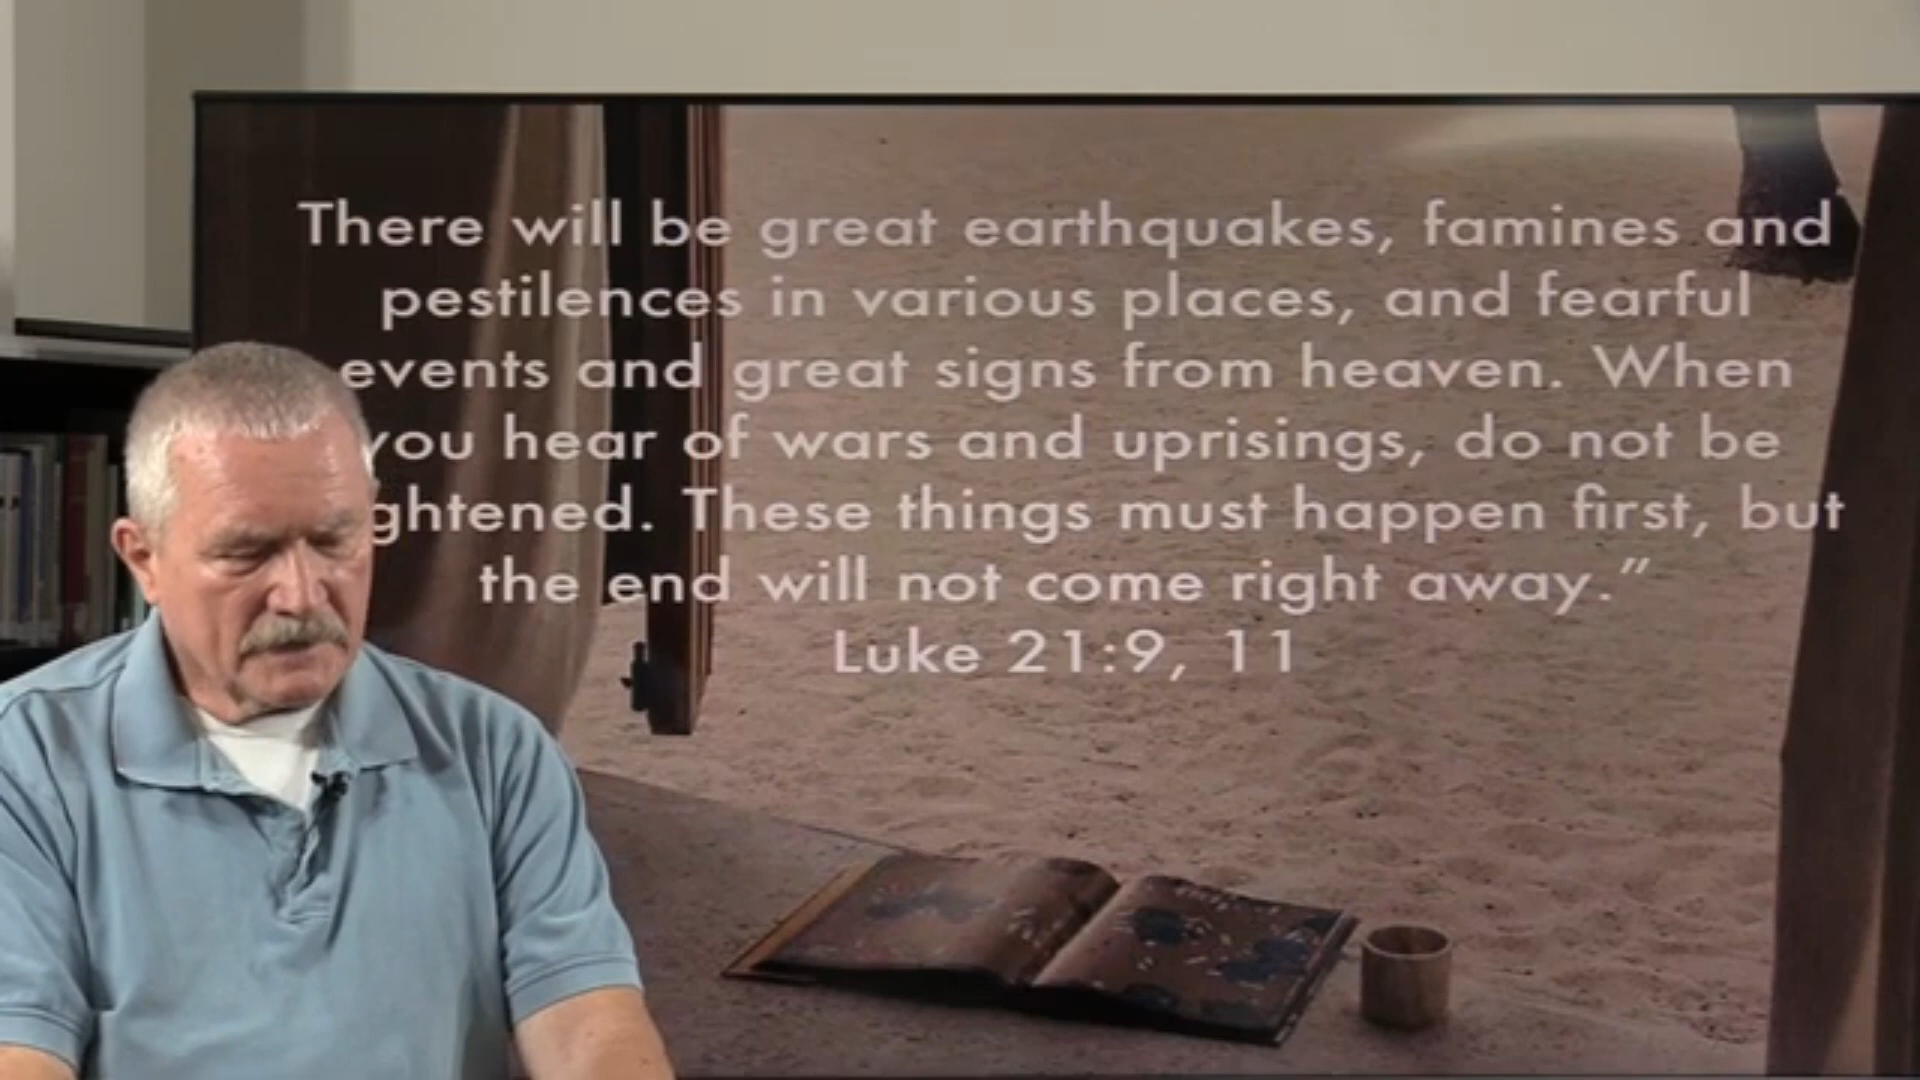 There will be great earthquakes, famines and
pestilences in various places, and fearful
events and great signs from heaven. When
you hear of wars and uprisings, do not be
ghtened. These things must happen first, but
the end will not come right away.”
Luke 21:9, 11